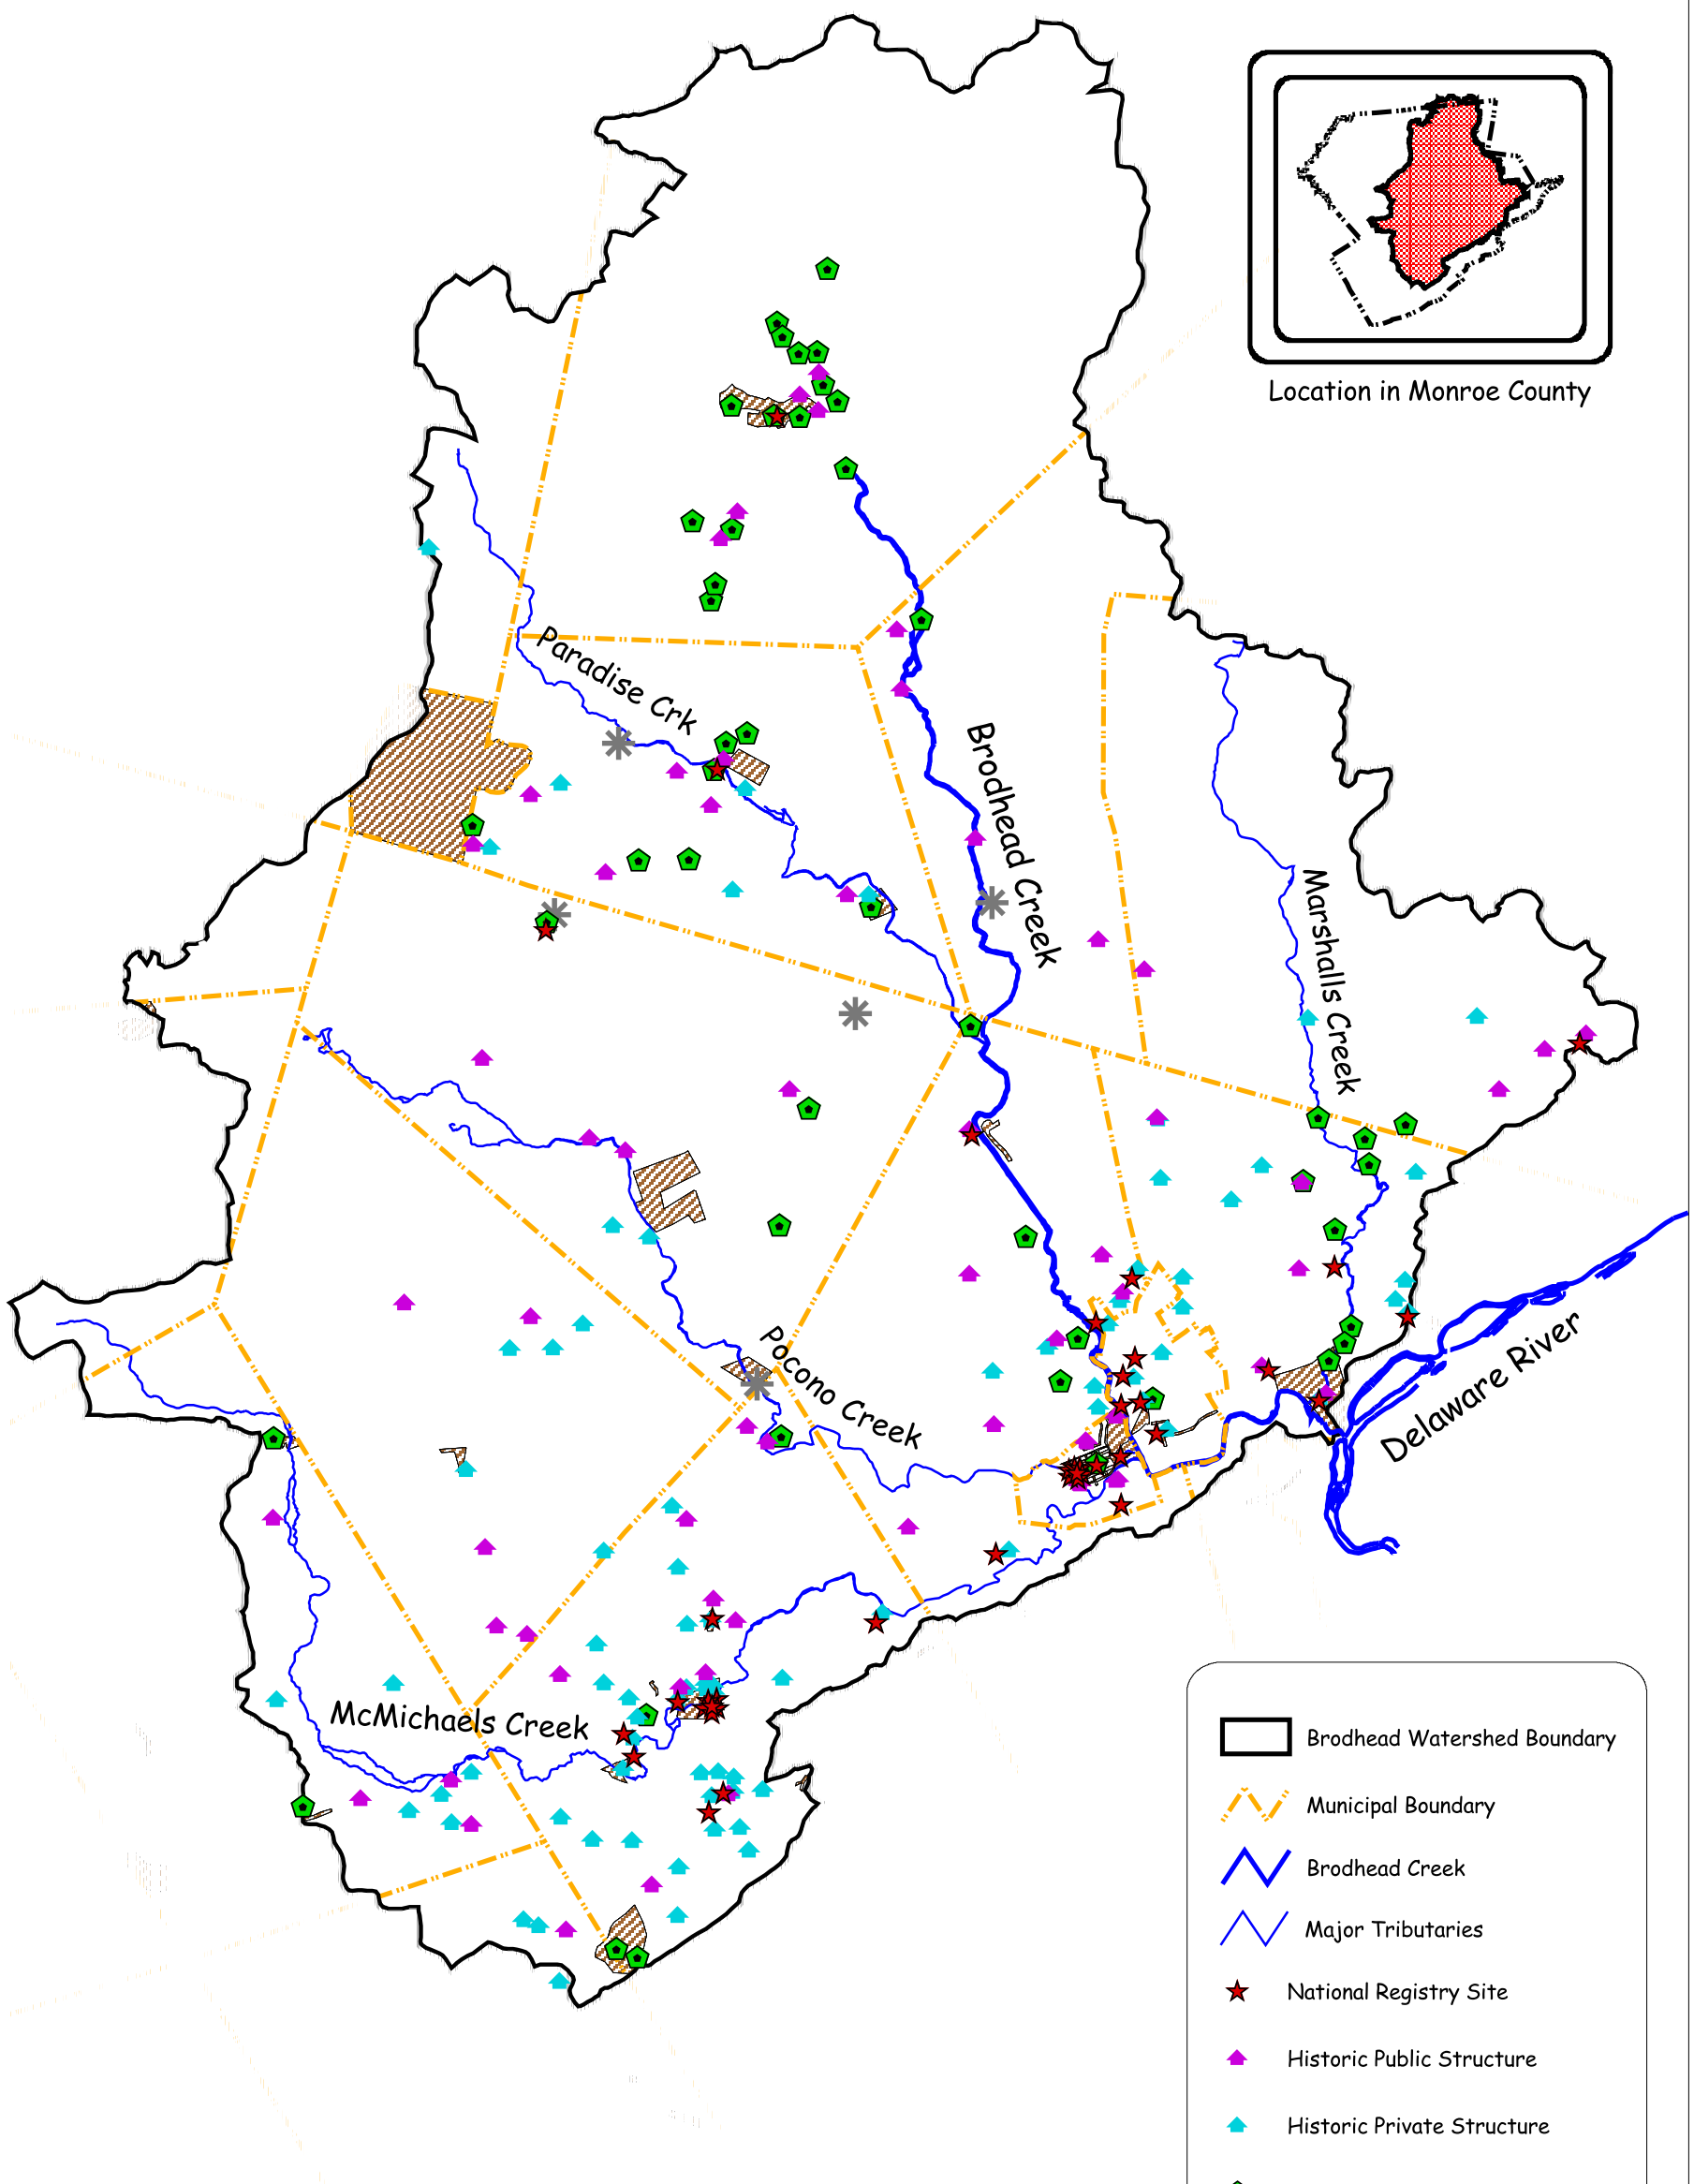 Location in Monroe County
Paradise Crk
Brodhead Creek
Marshalls Creek
Pocono Creek
Delaware River
McMichaels Creek
Brodhead Watershed Boundary
Municipal Boundary
Brodhead Creek
Major Tributaries
National Registry Site
Historic Public Structure
Historic Private Structure